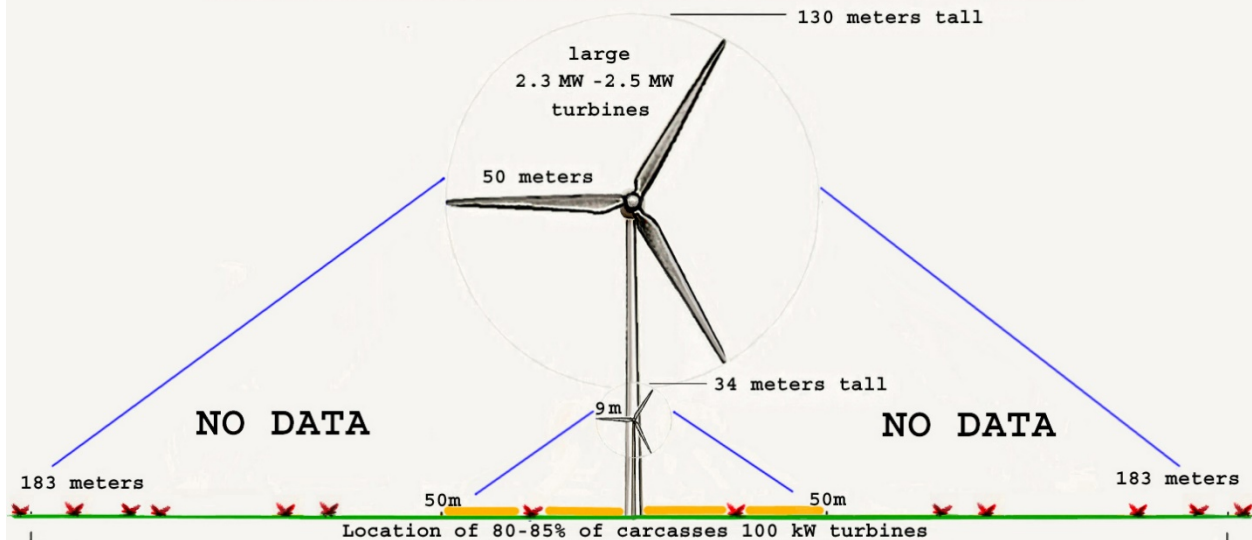 130 meters tall
large
2.3 MW -2.5 MW
turbines
50 meters
34 meters tall
9m
NO DATA
NO DATA
183 meters
183 meters
50m
50m
Location of 80-85% of carcasses 100 kW turbines